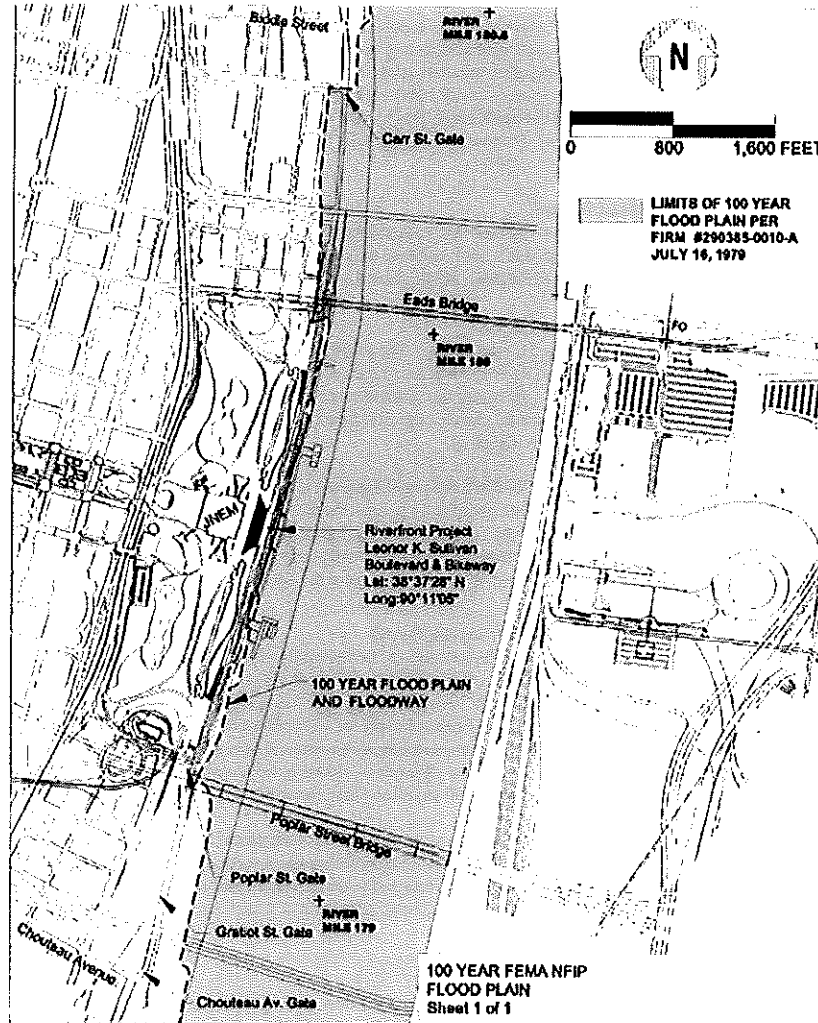 Biddle Street
RIVER
MILE 180.6
N
Carr St. Gate
0 800 1,600 FEET
LIMITS OF 100 YEAR
FLOOD PLAIN PER
FIRM #290385-0010-A
JULY 16, 1979
Eads Bridge
RIVER
MILE 180
JNEM
Riverfront Project
Leonor K. Sullivan
Boulevard & Bikeway
Lat: 38°37'28" N
Long:90°11'05"
100 YEAR FLOOD PLAIN
AND FLOODWAY
Poplar Street Bridge
Poplar St. Gate
RIVER
MILE 179
Gratiot St. Gate
Chouteau Avenue
Chouteau Av. Gate
100 YEAR FEMA NFIP
FLOOD PLAIN
Sheet 1 of 1